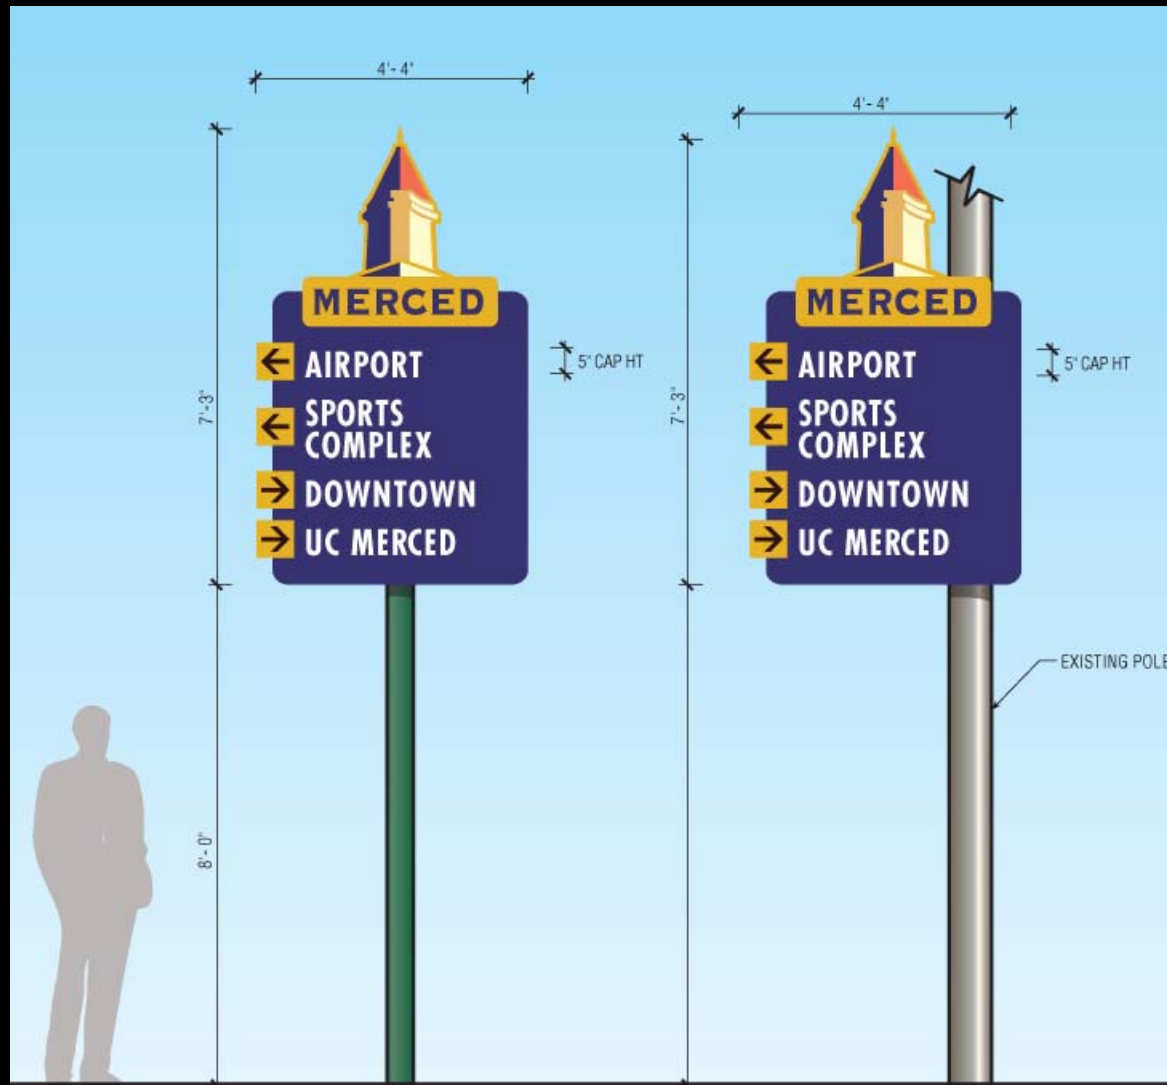 4'- 4"
4'- 4"
MERCED
AIRPORT
SPORTS
COMPLEX
DOWNTOWN
UC MERCED
5" CAP HT
7'-3"
8'- 0"
MERCED
AIRPORT
SPORTS
COMPLEX
DOWNTOWN
UC MERCED
5" CAP HT
7'-3"
EXISTING POLE